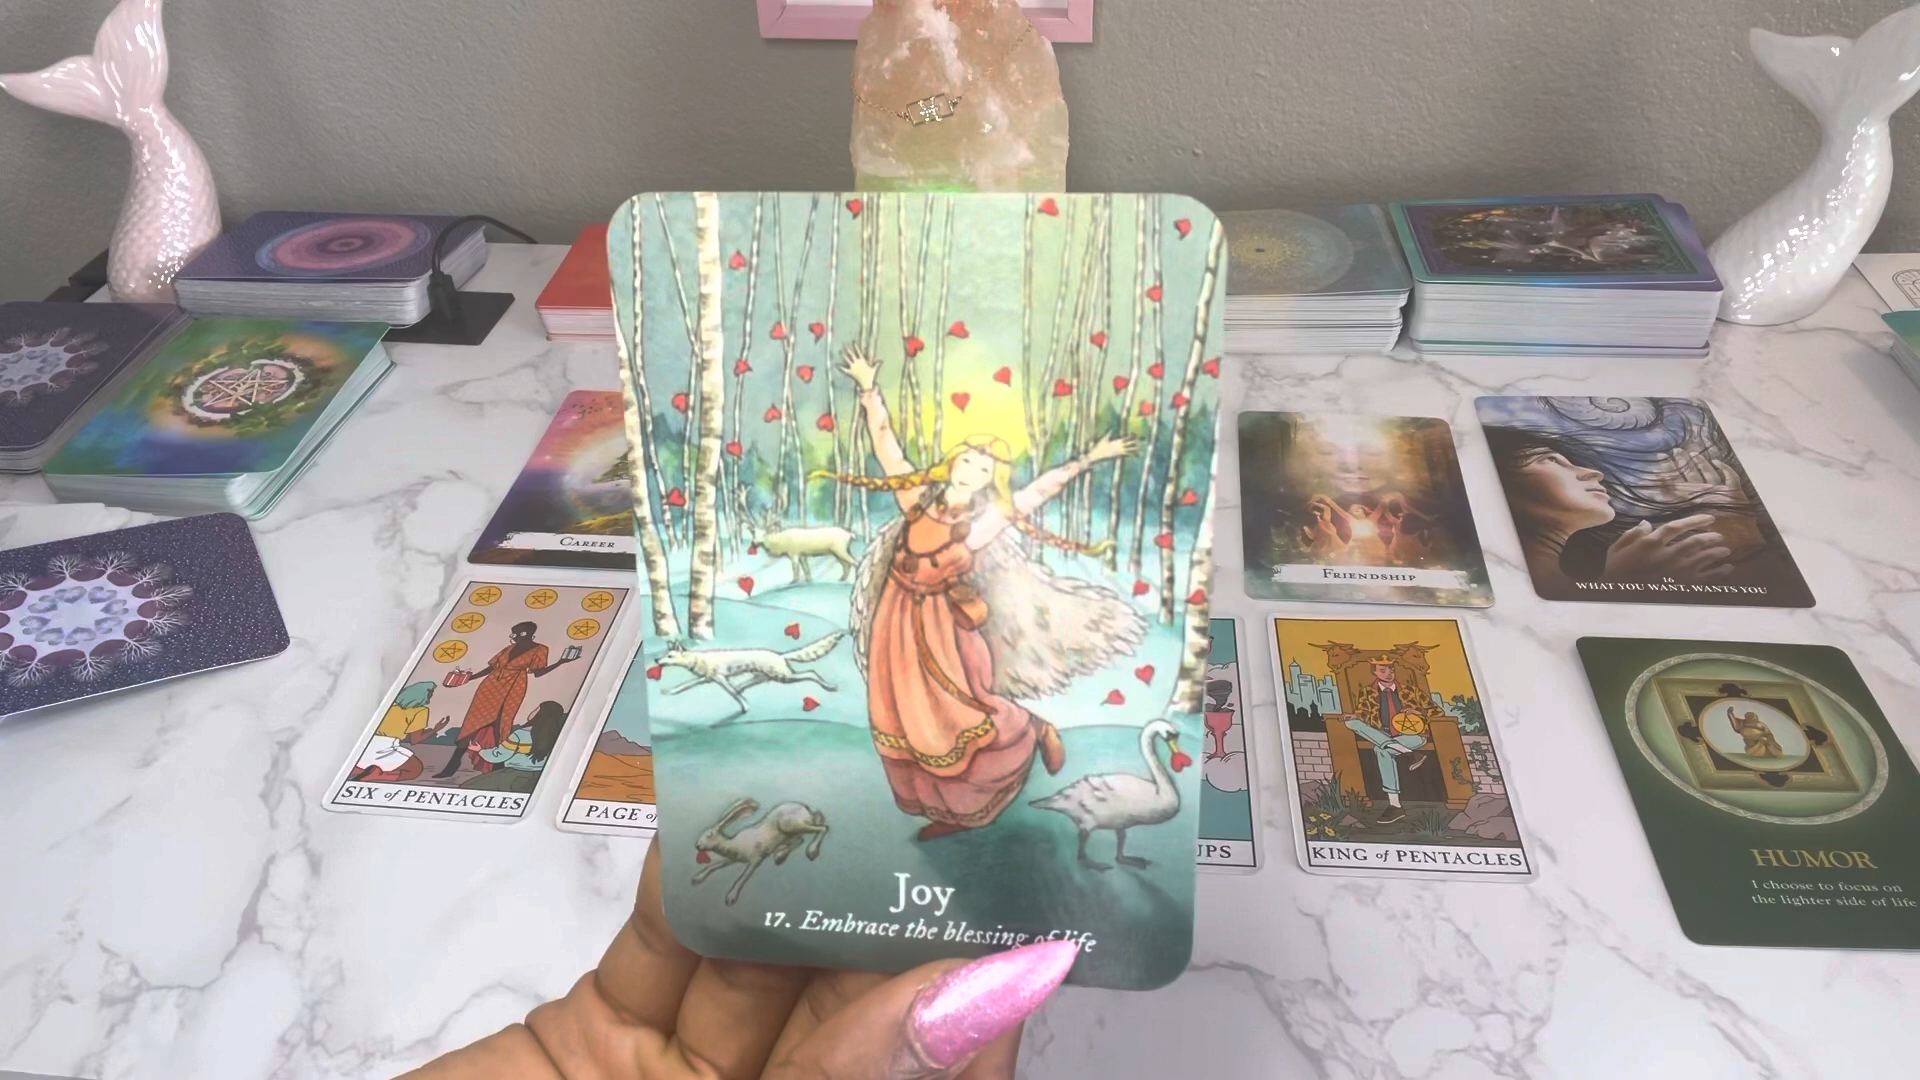 CAREER
FRIENDSHIP
16
WHAT YOU WANT, WANTS YOU
SIX of PENTACLES
PAGE of
UPS
KING of PENTACLES
HUMOR
I choose to focus on
the lighter side of life
Joy
17. Embrace the blessing of life